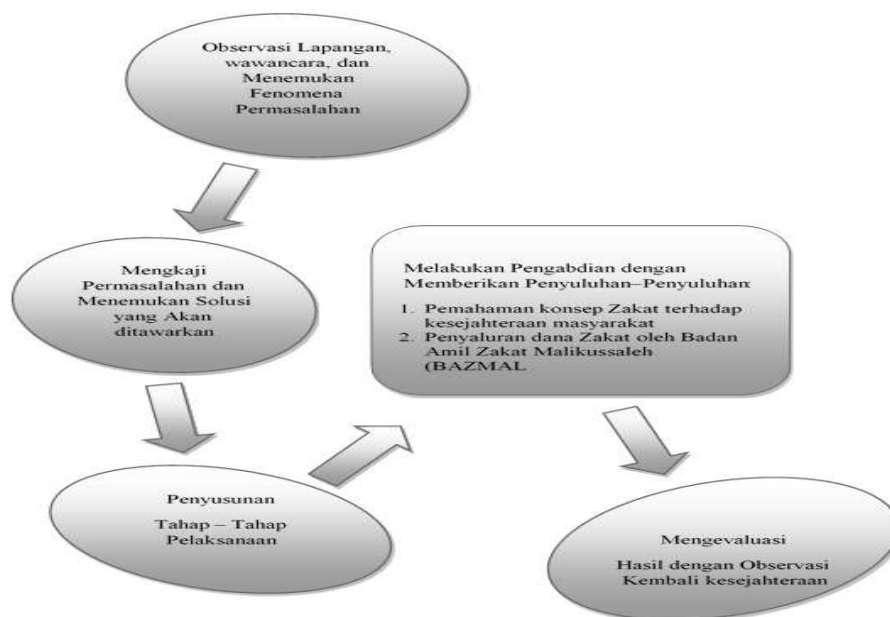 Observasi Lapangan,
wawancara, dan
Menemukan
Fenomena
Permasalahan
Mengkaji
Permasalahan dan
Menemukan Solusi
yang Akan
ditawarkan
Penyusunan
Tahap – Tahap
Pelaksanaan
Melakukan Pengabdian dengan
Memberikan Penyuluhan–Penyuluhan:
1. Pemahaman konsep Zakat terhadap
kesejahteraan masyarakat
2. Penyaluran dana Zakat oleh Badan
Amil Zakat Malikussaleh
(BAZMAL
Mengevaluasi
Hasil dengan Observasi
Kembali kesejahteraan